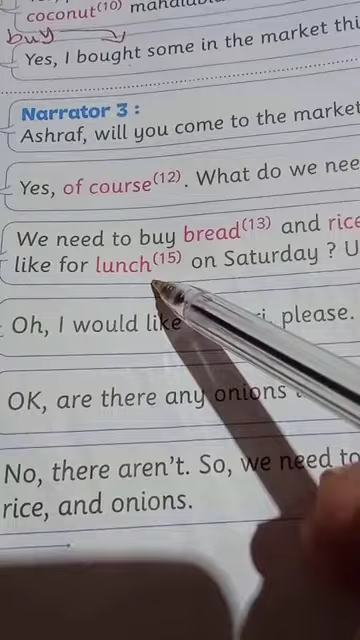 coconut(10)
buy
Yes, I bought some in the market thi
Narrator 3 :
Ashraf, will you come to the market
Yes, of course(12). What do we nee
We need to buy bread(13) and rice
like for lunch(15) on Saturday ? U
Oh, I would like please.
OK, are there any onions
No, there aren't. So, we need to
rice, and onions.